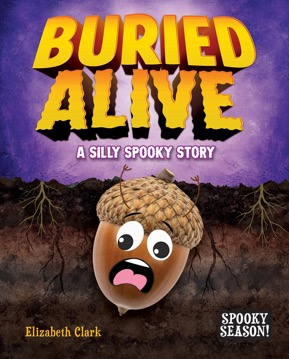 BURIED
ALIVE
A SILLY SPOOKY STORY
Elizabeth Clark
SPOOKY
SEASON!